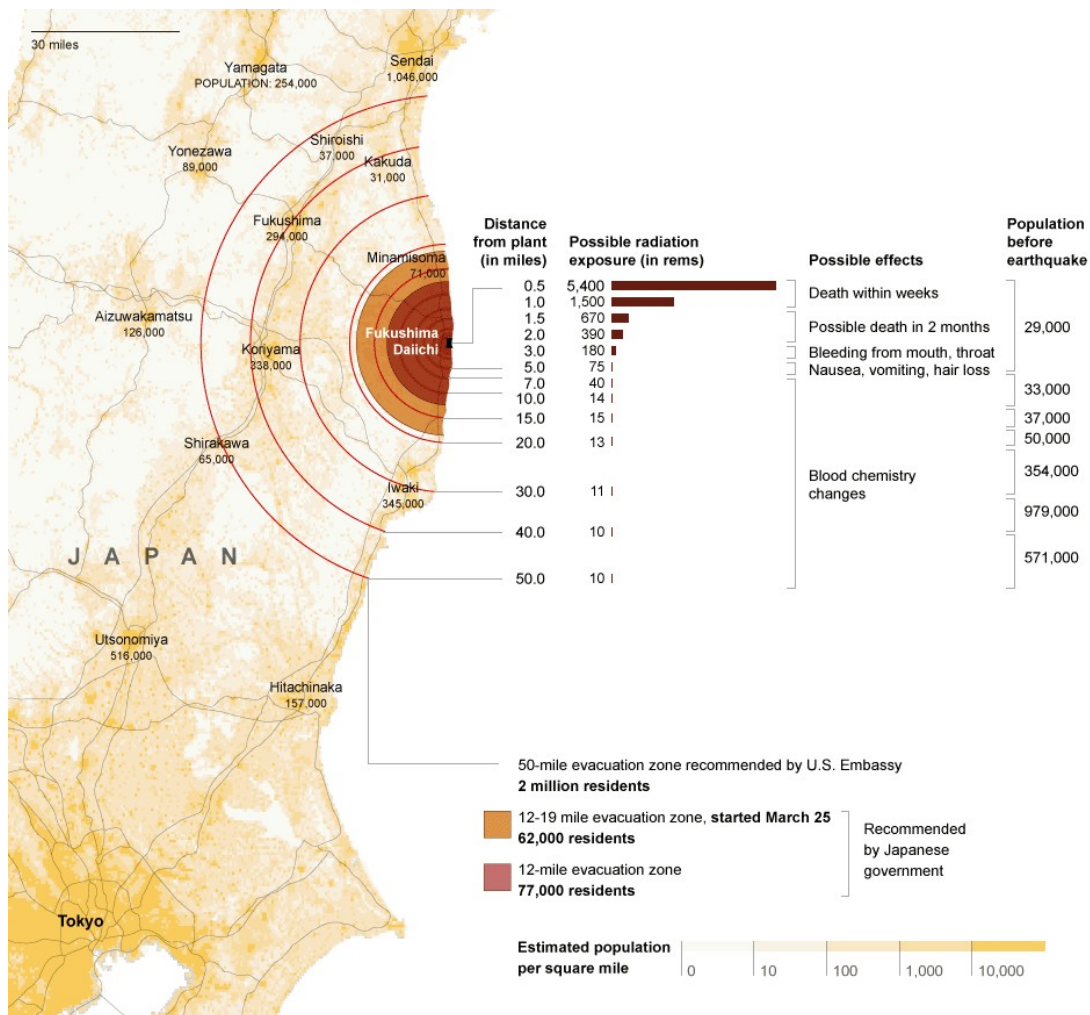 30 miles
Sendai
1,046,000
Yamagata
POPULATION: 254,000
Shiroishi
37,000
Yonezawa
89,000
Kakuda
31,000
Fukushima
294,000
Minamisoma
71,000
Aizuwakamatsu
126,000
Koriyama
338,000
Fukushima
Daiichi
Shirakawa
65,000
Iwaki
345,000
JAPAN
Utsonomiya
516,000
Hitachinaka
157,000
Tokyo
Distance
from plant
(in miles)
Possible radiation
exposure (in rems)
Possible effects
Population
before
earthquake
0.5 5,400
1.0 1,500
1.5 670
2.0 390
3.0 180
5.0 75
7.0 40
10.0 14
15.0 15
20.0 13
30.0 11
40.0 10
50.0 10
Death within weeks
Possible death in 2 months
Bleeding from mouth, throat
Nausea, vomiting, hair loss
Blood chemistry
changes
29,000
33,000
37,000
50,000
354,000
979,000
571,000
50-mile evacuation zone recommended by U.S. Embassy
2 million residents
12-19 mile evacuation zone, started March 25
62,000 residents
12-mile evacuation zone
77,000 residents
Recommended
by Japanese
government
Estimated population
per square mile
0 10 100 1,000 10,000